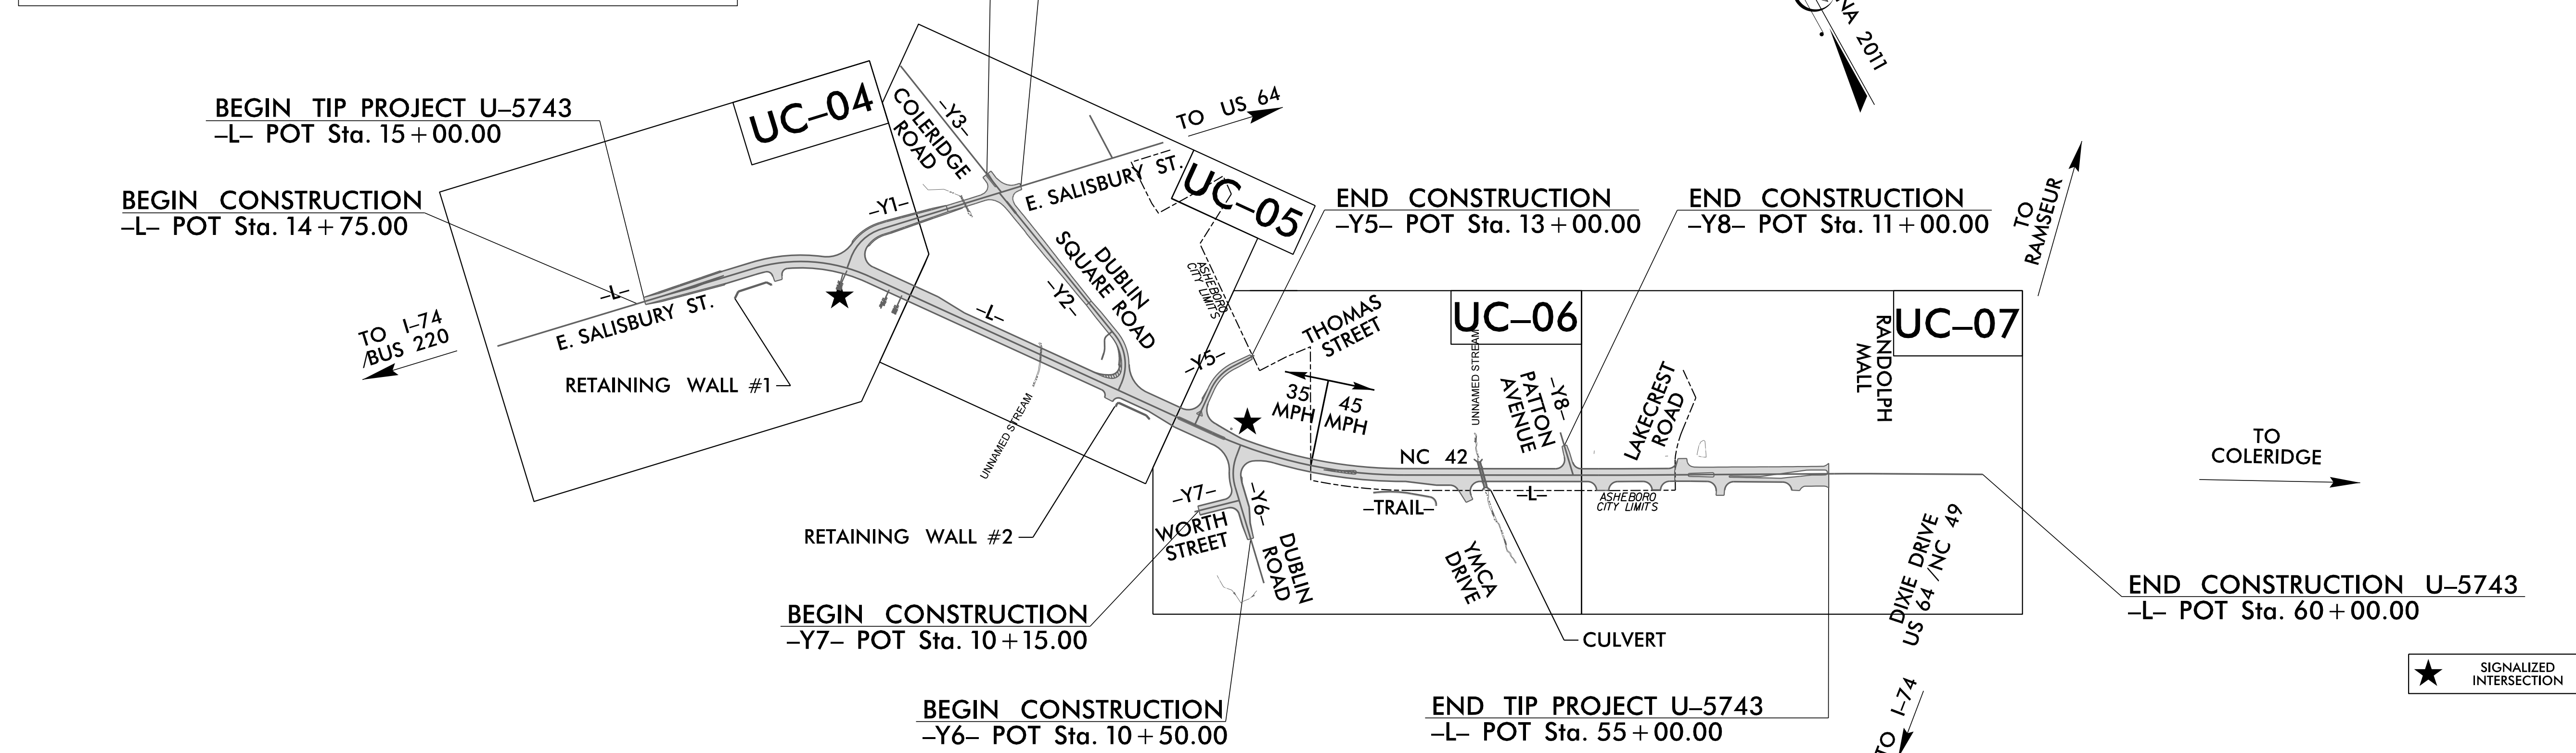 NA 2011
BEGIN TIP PROJECT U–5743
–L– POT Sta. 15+00.00
UC–04
–Y3–
COLERIDGE
ROAD
TO US 64
BEGIN CONSTRUCTION
–L– POT Sta. 14+75.00
–Y1–
E. SALISBURY ST.
UC–05
END CONSTRUCTION
–Y5– POT Sta. 13+00.00
END CONSTRUCTION
–Y8– POT Sta. 11+00.00
TO
RAMSEUR
DUBLIN
SQUARE ROAD
–Y2–
ASHEBORO
CITY LIMITS
–L–
E. SALISBURY ST.
TO I–74
/BUS 220
–L–
THOMAS
STREET
UC–06
UC–07
RANDOLPH
MALL
RETAINING WALL #1
–Y5–
35
MPH
45
MPH
UNNAMED STREAM
PATTON
AVENUE
–Y8–
LAKECREST
ROAD
UNNAMED STREAM
NC 42
TO
COLERIDGE
–Y7–
–Y6–
–TRAIL–
–L–
ASHEBORO
CITY LIMITS
WORTH
STREET
RETAINING WALL #2
DUBLIN
ROAD
YMCA
DRIVE
DIXIE DRIVE
US 64 /NC 49
BEGIN CONSTRUCTION
–Y7– POT Sta. 10+15.00
CULVERT
END CONSTRUCTION U–5743
–L– POT Sta. 60+00.00
SIGNALIZED
INTERSECTION
BEGIN CONSTRUCTION
–Y6– POT Sta. 10+50.00
END TIP PROJECT U–5743
–L– POT Sta. 55+00.00
TO I–74